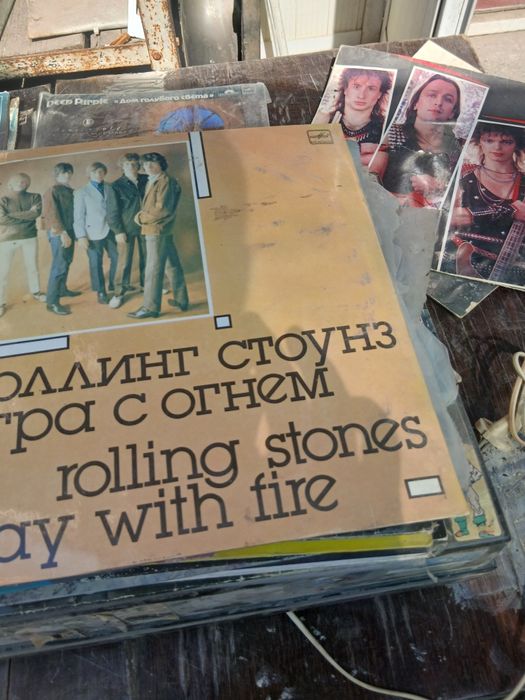 Deep Purple «Дом голубого света»
оллинг стоунз
гра с огнем
rolling stones
ay with fire